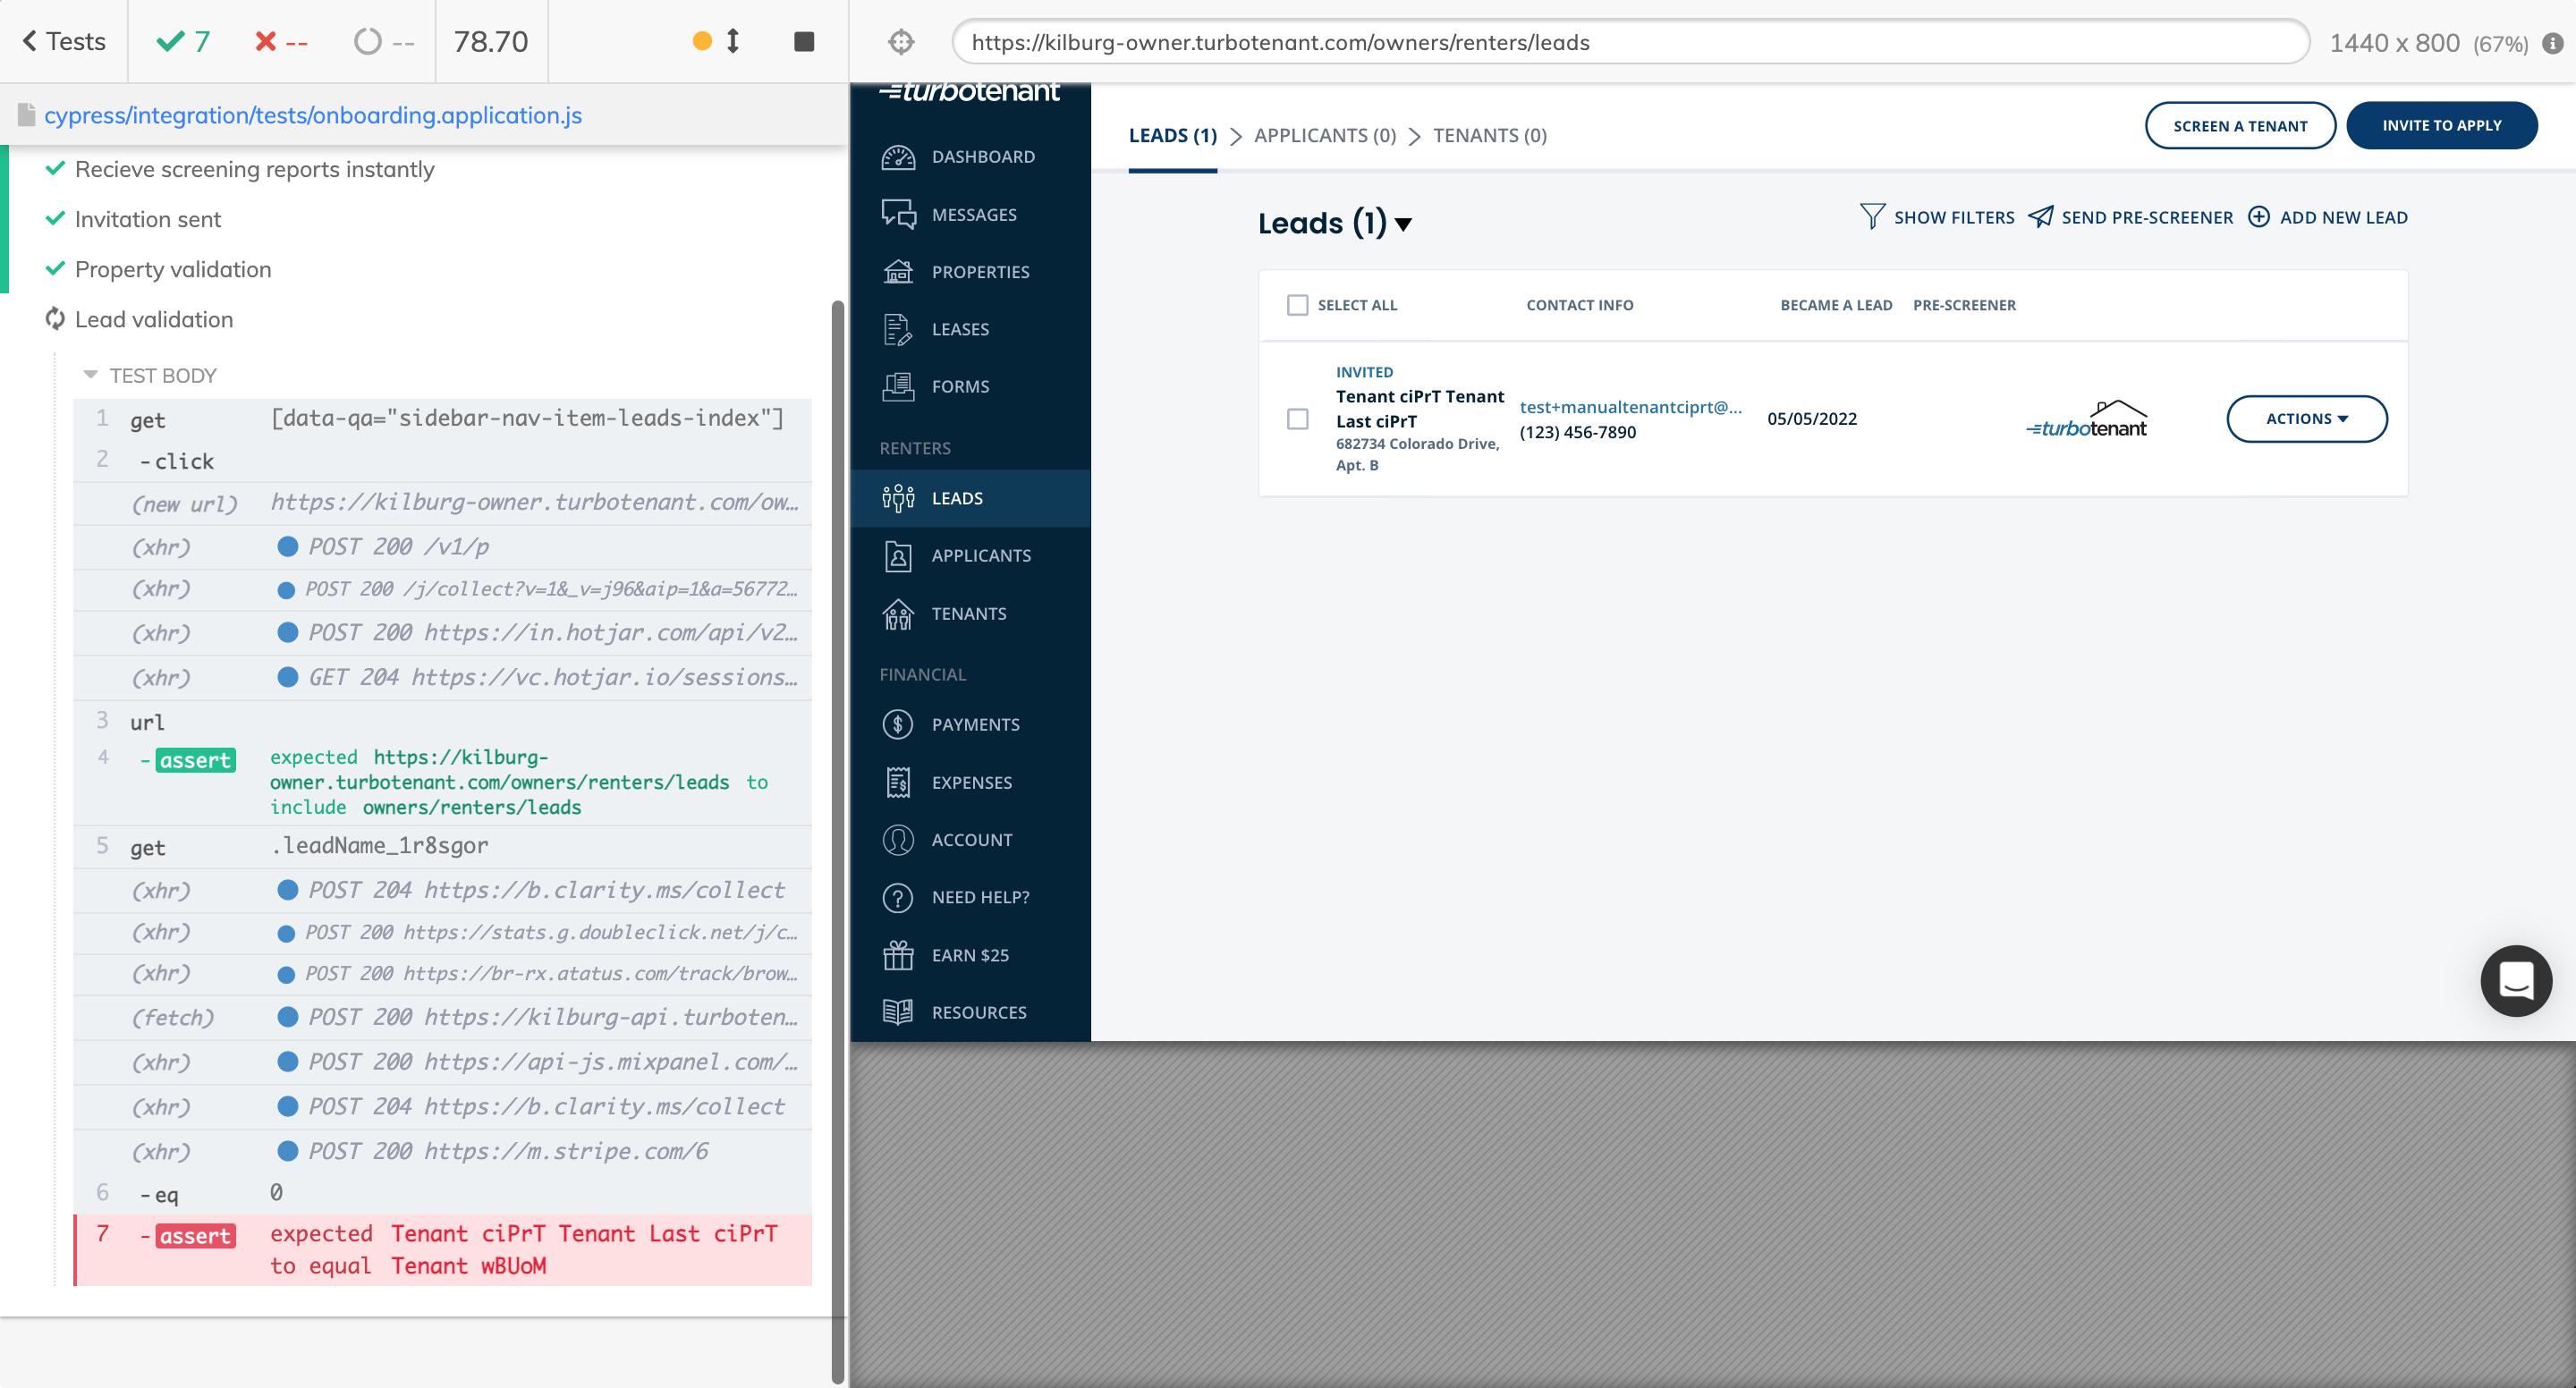 Tests
7
--
--
78.70
https://kilburg-owner.turbotenant.com/owners/renters/leads
1440 x 800 (67%)
cypress/integration/tests/onboarding.application.js
Recieve screening reports instantly
Invitation sent
Property validation
Lead validation
TEST BODY
1 get [data-qa="sidebar-nav-item-leads-index"]
2 -click
(new url) https://kilburg-owner.turbotenant.com/ow…
(xhr) POST 200 /v1/p
(xhr) POST 200 /j/collect?v=1&_v=j96&aip=1&a=56772…
(xhr) POST 200 https://in.hotjar.com/api/v2…
(xhr) GET 204 https://vc.hotjar.io/sessions…
3 url
4 -assert expected https://kilburg-
owner.turbotenant.com/owners/renters/leads to
include owners/renters/leads
5 get .leadName_1r8sgor
(xhr) POST 204 https://b.clarity.ms/collect
(xhr) POST 200 https://stats.g.doubleclick.net/j/c…
(xhr) POST 200 https://br-rx.atatus.com/track/brow…
(fetch) POST 200 https://kilburg-api.turboten…
(xhr) POST 200 https://api-js.mixpanel.com/…
(xhr) POST 204 https://b.clarity.ms/collect
(xhr) POST 200 https://m.stripe.com/6
6 -eq 0
7 -assert expected Tenant ciPrT Tenant Last ciPrT
to equal Tenant wBUoM
turbotenant
DASHBOARD
MESSAGES
PROPERTIES
LEASES
FORMS
RENTERS
LEADS
APPLICANTS
TENANTS
FINANCIAL
PAYMENTS
EXPENSES
ACCOUNT
NEED HELP?
EARN $25
RESOURCES
LEADS (1) > APPLICANTS (0) > TENANTS (0)
SCREEN A TENANT
INVITE TO APPLY
Leads (1)
SHOW FILTERS
SEND PRE-SCREENER
ADD NEW LEAD
SELECT ALL
CONTACT INFO
BECAME A LEAD
PRE-SCREENER
INVITED
Tenant ciPrT Tenant
Last ciPrT
682734 Colorado Drive,
Apt. B
test+manualtenantciprt@...
(123) 456-7890
05/05/2022
turbotenant
ACTIONS